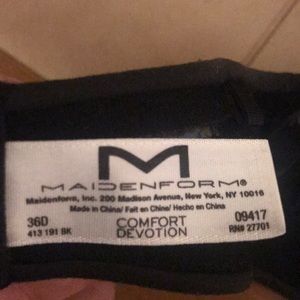 M
MAIDENFORM®
Maidenform, Inc. 200 Madison Avenue, New York, NY 10016
Made in China/ Fait en Chine/ Hecho en China
36D COMFORT 09417
413 191 BK DEVOTION RN# 27701